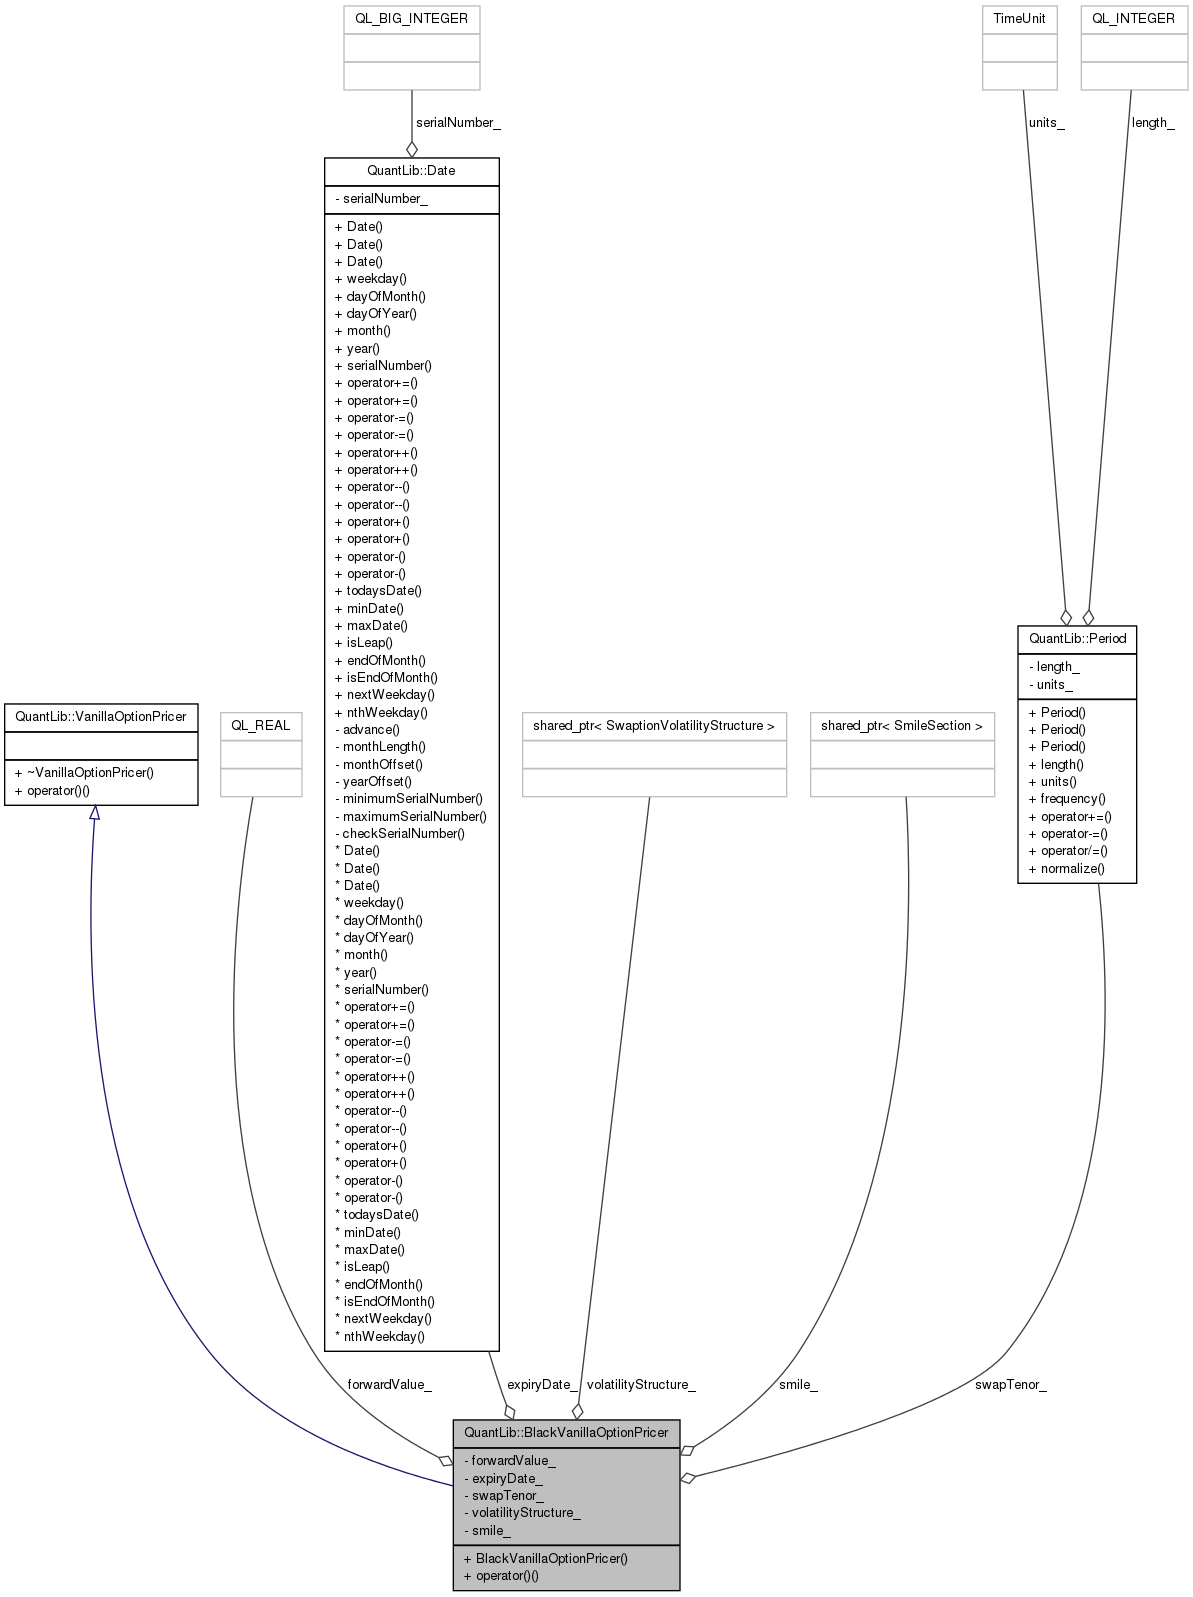 QL_BIG_INTEGER
TimeUnit
QL_INTEGER
serialNumber_
units_
length_
QuantLib::Date
- serialNumber_
+ Date()
+ Date()
+ Date()
+ weekday()
+ dayOfMonth()
+ dayOfYear()
+ month()
+ year()
+ serialNumber()
+ operator+=()
+ operator+=()
+ operator-=()
+ operator-=()
+ operator++()
+ operator++()
+ operator--()
+ operator--()
+ operator+()
+ operator+()
+ operator-()
+ operator-()
+ todaysDate()
+ minDate()
+ maxDate()
+ isLeap()
+ endOfMonth()
+ isEndOfMonth()
+ nextWeekday()
+ nthWeekday()
- advance()
- monthLength()
- monthOffset()
- yearOffset()
- minimumSerialNumber()
- maximumSerialNumber()
- checkSerialNumber()
* Date()
* Date()
* Date()
* weekday()
* dayOfMonth()
* dayOfYear()
* month()
* year()
* serialNumber()
* operator+=()
* operator+=()
* operator-=()
* operator-=()
* operator++()
* operator++()
* operator--()
* operator--()
* operator+()
* operator+()
* operator-()
* operator-()
* todaysDate()
* minDate()
* maxDate()
* isLeap()
* endOfMonth()
* isEndOfMonth()
* nextWeekday()
* nthWeekday()
QuantLib::Period
- length_
- units_
+ Period()
+ Period()
+ Period()
+ length()
+ units()
+ frequency()
+ operator+=()
+ operator-=()
+ operator/=()
+ normalize()
QuantLib::VanillaOptionPricer
+ ~VanillaOptionPricer()
+ operator()()
QL_REAL
shared_ptr< SwaptionVolatilityStructure >
shared_ptr< SmileSection >
forwardValue_
expiryDate_
volatilityStructure_
smile_
swapTenor_
QuantLib::BlackVanillaOptionPricer
- forwardValue_
- expiryDate_
- swapTenor_
- volatilityStructure_
- smile_
+ BlackVanillaOptionPricer()
+ operator()()